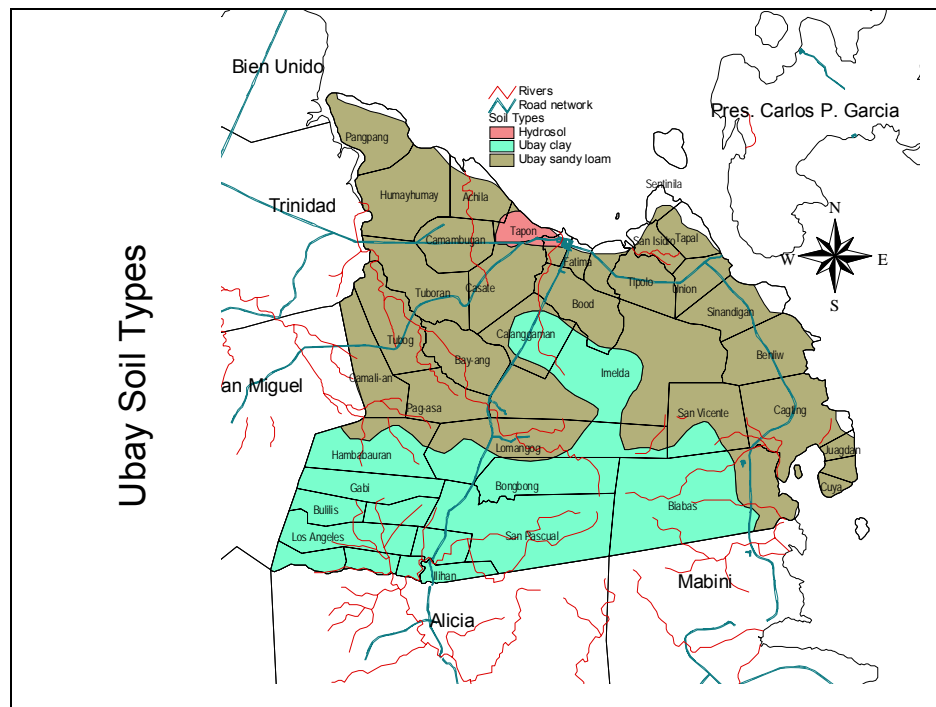 Ubay Soil Types
Bien Unido
Rivers
Road network
Soil Types
Hydrosol
Ubay clay
Ubay sandy loam
Pres. Carlos P. Garcia
Pangpang
Humayhumay
Achila
Sentinila
Trinidad
Tapon
Camambugan
San Isidro
Tapal
N
W
E
S
Fatima
Tipolo
Union
Casate
Tuboran
Bood
Sinandigan
Tubog
Calanggaman
Bay-ang
Benliw
Imelda
Camali-an
an Miguel
Pag-asa
San Vicente
Cagting
Lomangog
Juagdan
Hambabauran
Gabi
Bongbong
Cuya
Bulilis
Biabas
Los Angeles
San Pascual
Ilihan
Mabini
Alicia